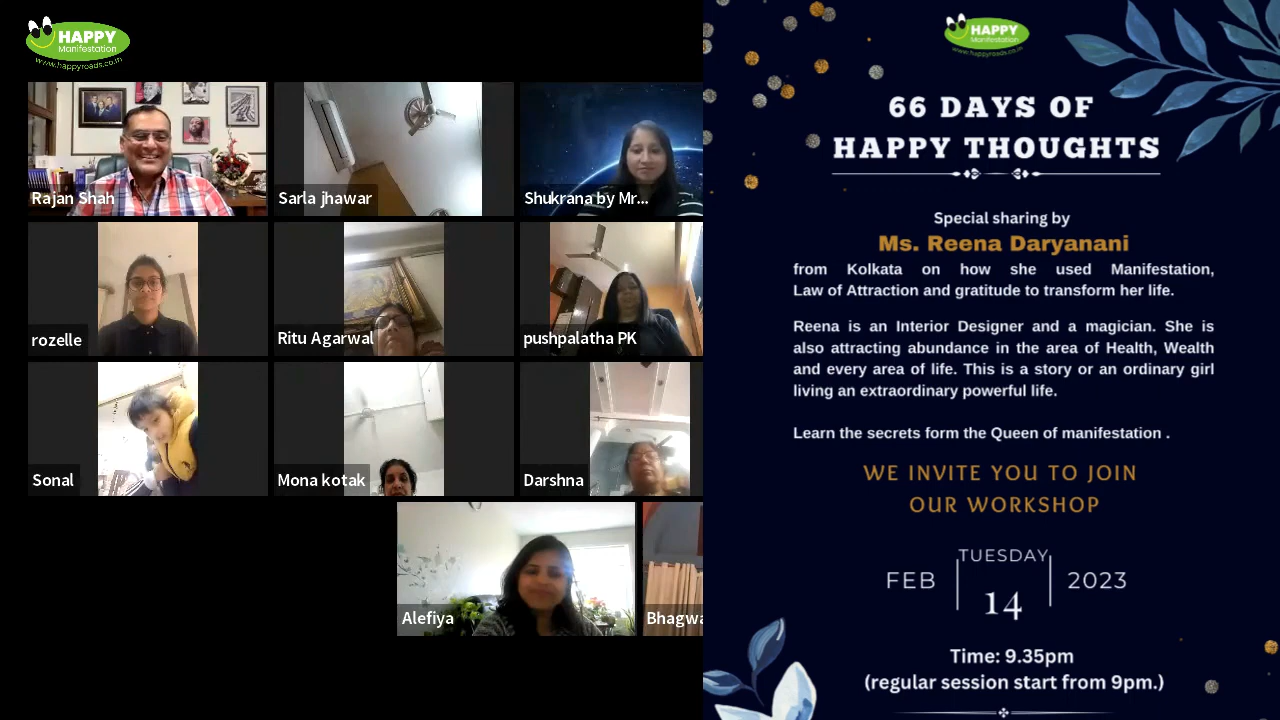 HAPPY
Manifestation
www.happyroads.co.in
Rajan Shah
Sarla jhawar
Shukrana by Mr...
rozelle
Ritu Agarwal
pushpalatha PK
Sonal
Mona kotak
Darshna
Alefiya
Bhagwa
HAPPY
Manifestation
www.happyroads.co.in
66 DAYS OF
HAPPY THOUGHTS
Special sharing by
Ms. Reena Daryanani
from Kolkata on how she used Manifestation,
Law of Attraction and gratitude to transform her life.
Reena is an Interior Designer and a magician. She is
also attracting abundance in the area of Health, Wealth
and every area of life. This is a story or an ordinary girl
living an extraordinary powerful life.
Learn the secrets form the Queen of manifestation .
WE INVITE YOU TO JOIN
OUR WORKSHOP
TUESDAY
FEB 14 2023
Time: 9.35pm
(regular session start from 9pm.)